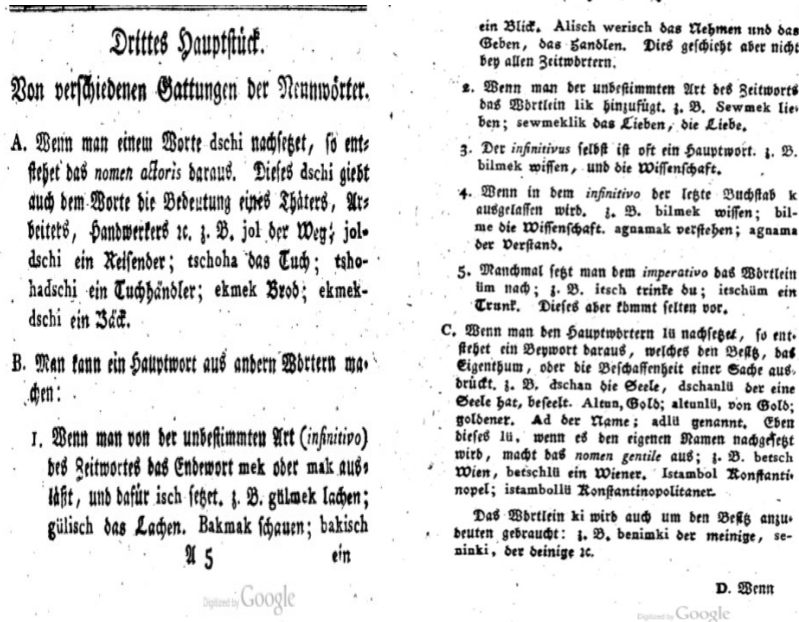 Drittes Hauptstück.
Von verschiedenen Gattungen der Nennwörter.
A. Wenn man einem Worte dschi nachsetzet, so ent-
stehet das nomen actoris daraus. Dieses dschi giebt
auch dem Worte die Bedeutung eines Thäters, Ar-
beiters, Handwerkers ꝛc. z. B. jol der Weg; jol-
dschi ein Reisender; tschoha das Tuch; tsho-
hadschi ein Tuchhändler; ekmek Brod; ekmek-
dschi ein Bäck.
B. Man kann ein Hauptwort aus andern Wörtern ma-
chen:
1. Wenn man von der unbestimmten Art (infinitivo)
des Zeitwortes das Endewort mek oder mak aus-
läßt, und dafür isch setzet. z. B. gülmek lachen;
gülisch das Lachen. Bakmak schauen; bakisch
A 5 ein
Digitized by Google
ein Blick. Alisch werisch das Nehmen und das
Geben, das Handlen. Dies geschieht aber nicht
bey allen Zeitwörtern.
2. Wenn man der unbestimmten Art des Zeitworts
das Wörtlein lik hinzufügt. z. B. Sewmek lie-
ben; sewmeklik das Lieben, die Liebe.
3. Der infinitivus selbst ist oft ein Hauptwort. z. B.
bilmek wissen, und die Wissenschaft.
4. Wenn in dem infinitivo der letzte Buchstab k
ausgelassen wird. z. B. bilmek wissen; bil-
me die Wissenschaft. agnamak verstehen; agnama
der Verstand.
5. Manchmal setzt man dem imperativo das Wörtlein
üm nach; z. B. itesch trinke du; iteschüm ein
Trunk. Dieses aber kömmt selten vor.
C. Wenn man den Hauptwörtern lü nachsetzet, so ent-
stehet ein Beywort daraus, welches den Besitz, das
Eigenthum, oder die Beschaffenheit einer Sache aus-
drückt. z. B. dschan die Seele, dschanlü der eine
Seele hat, beseelt. Altun, Gold; altunlü, von Gold;
goldener. Ad der Name; adlü genannt. Eben
dieses lü, wenn es den eigenen Namen nachgesetzt
wird, macht das nomen gentile aus; z. B. betsch
Wien, betschlü ein Wiener. Istambol Konstanti-
nopel; istambollü Konstantinopolitaner.
Das Wörtlein ki wird auch um den Besitz anzu-
deuten gebraucht: z. B. benimki der meinige, se-
ninki, der deinige ꝛc.
D. Wenn
Digitized by Google